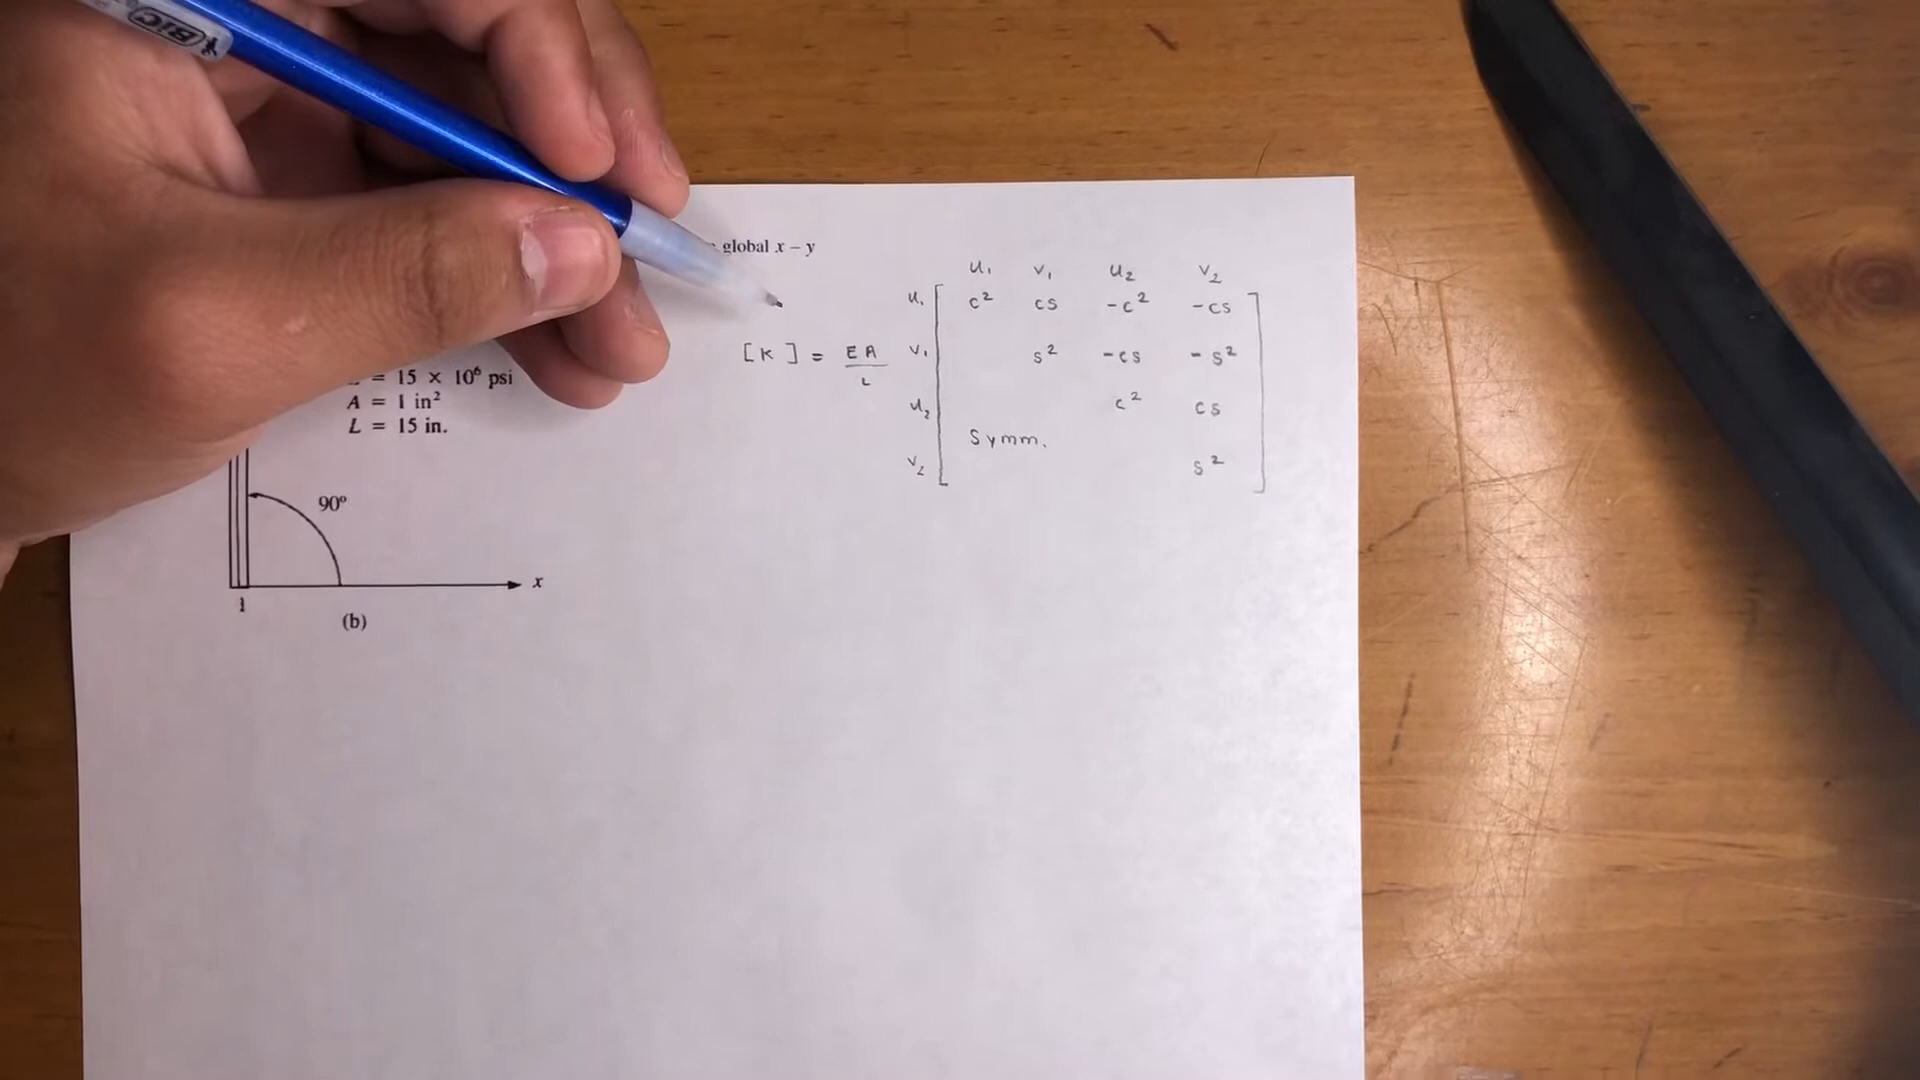 BIC
global x – y
u₁ v₁ u₂ v₂
u₁ c² cs -c² -cs
[K] = EA/L v₁ s² -cs -s²
= 15 × 10⁶ psi
A = 1 in²
u₂ c² cs
L = 15 in.
Symm.
v₂ s²
90º
x
1
(b)